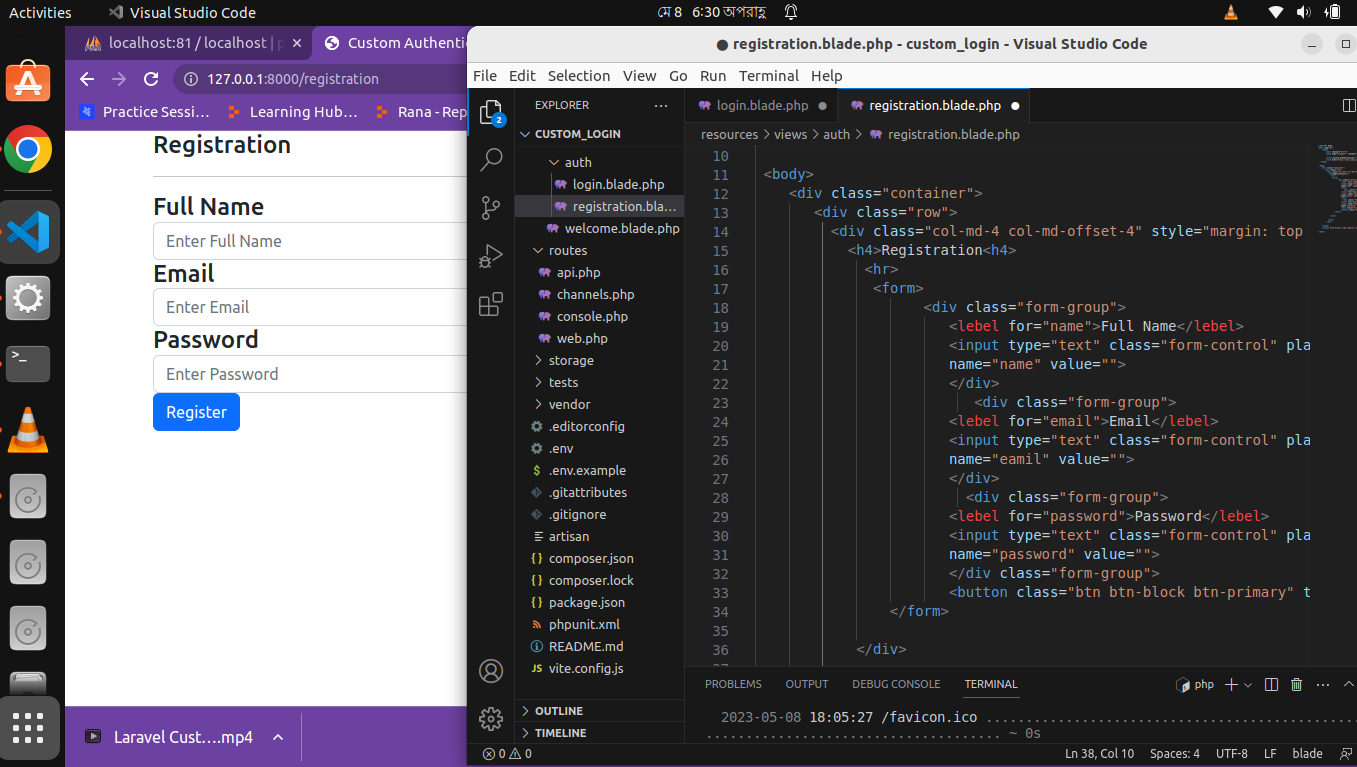 Activities
Visual Studio Code
মে 8 6:30 অপরাহ্ণ
localhost:81 / localhost | p
Custom Authenti
127.0.0.1:8000/registration
Practice Sessi…
Learning Hub…
Rana - Rep
Registration
Full Name
Enter Full Name
Email
Enter Email
Password
Enter Password
Register
Laravel Cust….mp4
● registration.blade.php - custom_login - Visual Studio Code
File Edit Selection View Go Run Terminal Help
2
EXPLORER
CUSTOM_LOGIN
auth
login.blade.php
registration.bla...
welcome.blade.php
routes
api.php
channels.php
console.php
web.php
storage
tests
vendor
.editorconfig
.env
.env.example
.gitattributes
.gitignore
artisan
composer.json
composer.lock
package.json
phpunit.xml
README.md
JS vite.config.js
OUTLINE
TIMELINE
login.blade.php ●
registration.blade.php ●
resources > views > auth > registration.blade.php
10
11 <body>
12 <div class="container">
13 <div class="row">
14 <div class="col-md-4 col-md-offset-4" style="margin: top
15 <h4>Registration<h4>
16 <hr>
17 <form>
18 <div class="form-group">
19 <lebel for="name">Full Name</lebel>
20 <input type="text" class="form-control" pla
21 name="name" value="">
22 </div>
23 <div class="form-group">
24 <lebel for="email">Email</lebel>
25 <input type="text" class="form-control" pla
26 name="eamil" value="">
27 </div>
28 <div class="form-group">
29 <lebel for="password">Password</lebel>
30 <input type="text" class="form-control" pla
31 name="password" value="">
32 </div class="form-group">
33 <button class="btn btn-block btn-primary" t
34 </form>
35
36 </div>
PROBLEMS OUTPUT DEBUG CONSOLE TERMINAL
php
2023-05-08 18:05:27 /favicon.ico ............................................
................................... ~ 0s
0 0
Ln 38, Col 10 Spaces: 4 UTF-8 LF blade